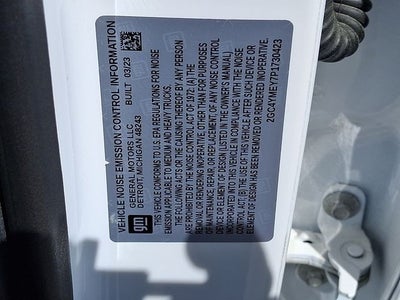 VEHICLE NOISE EMISSION CONTROL INFORMATION
GENERAL MOTORS LLC BUILT 03/23
DETROIT, MICHIGAN 48243
THIS VEHICLE CONFORMS TO U.S. EPA REGULATIONS FOR NOISE
EMISSION APPLICABLE TO MEDIUM AND HEAVY TRUCKS.
THE FOLLOWING ACTS OR THE CAUSING THEREOF BY ANY PERSON
ARE PROHIBITED BY THE NOISE CONTROL ACT OF 1972: (A) THE
REMOVAL OR RENDERING INOPERATIVE, OTHER THAN FOR PURPOSES
OF MAINTENANCE, REPAIR, OR REPLACEMENT, OF ANY NOISE CONTROL
DEVICE OR ELEMENT OF DESIGN (LISTED IN THE OWNER'S MANUAL)
INCORPORATED INTO THIS VEHICLE IN COMPLIANCE WITH THE NOISE
CONTROL ACT; (B) THE USE OF THIS VEHICLE AFTER SUCH DEVICE OR
ELEMENT OF DESIGN HAS BEEN REMOVED OR RENDERED INOPERATIVE.
2GC4YMEY7P1730423
gm